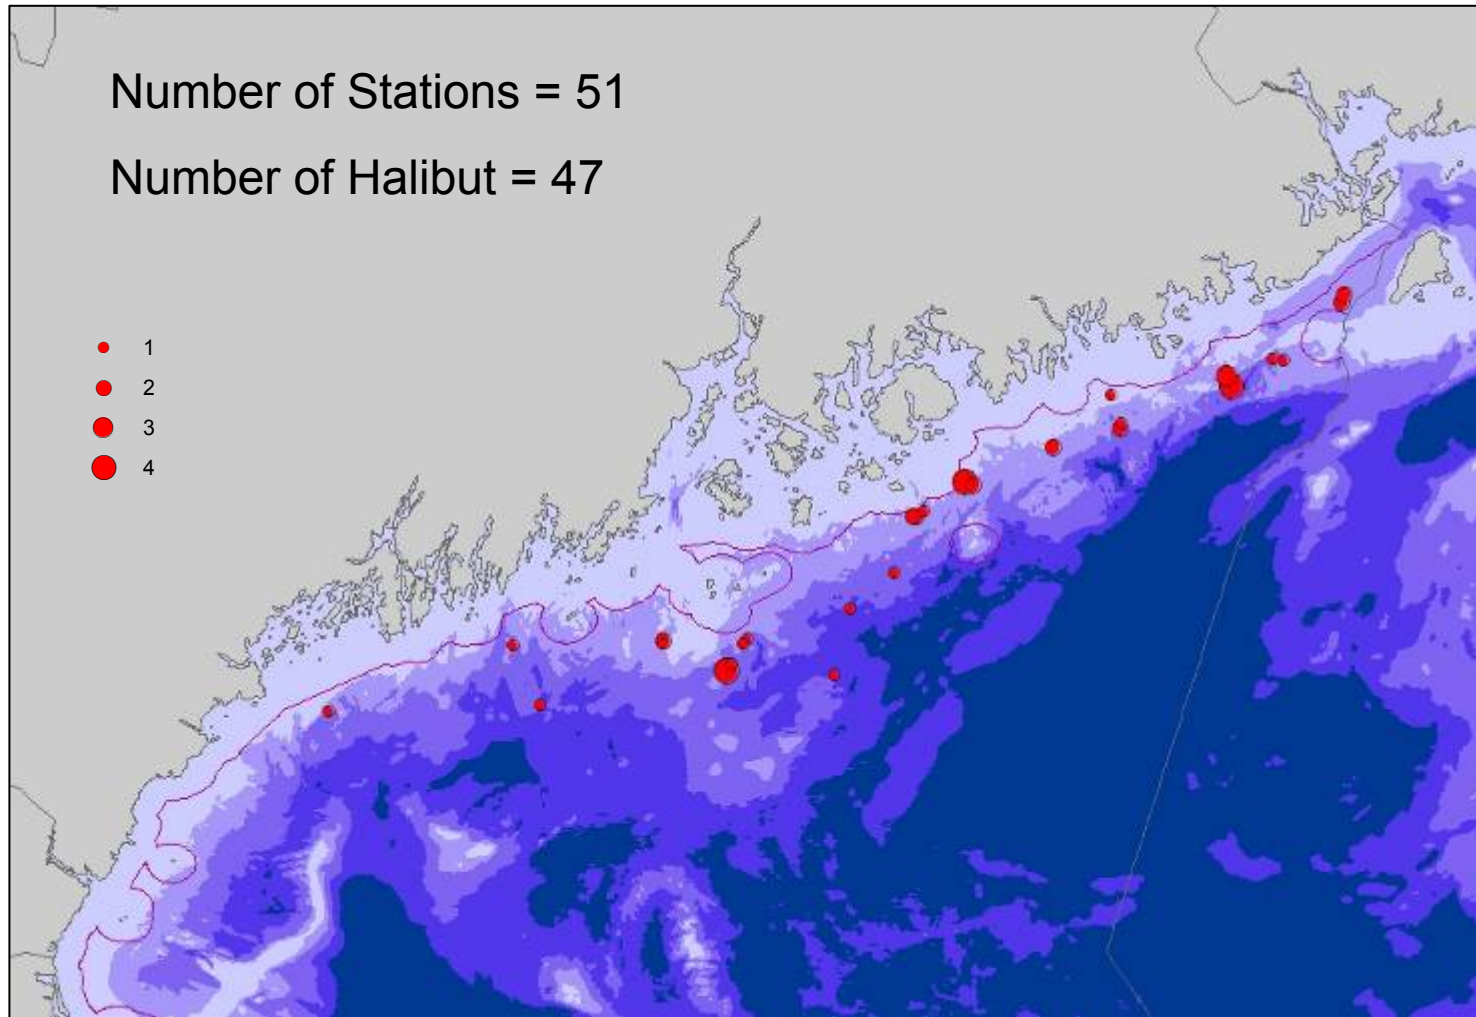 Number of Stations = 51
Number of Halibut = 47
1
2
3
4